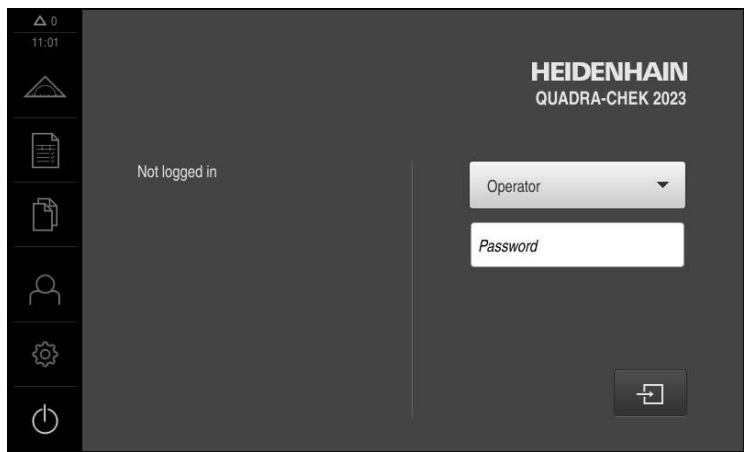 0
11:01
HEIDENHAIN
QUADRA-CHEK 2023
Not logged in
Operator
Password